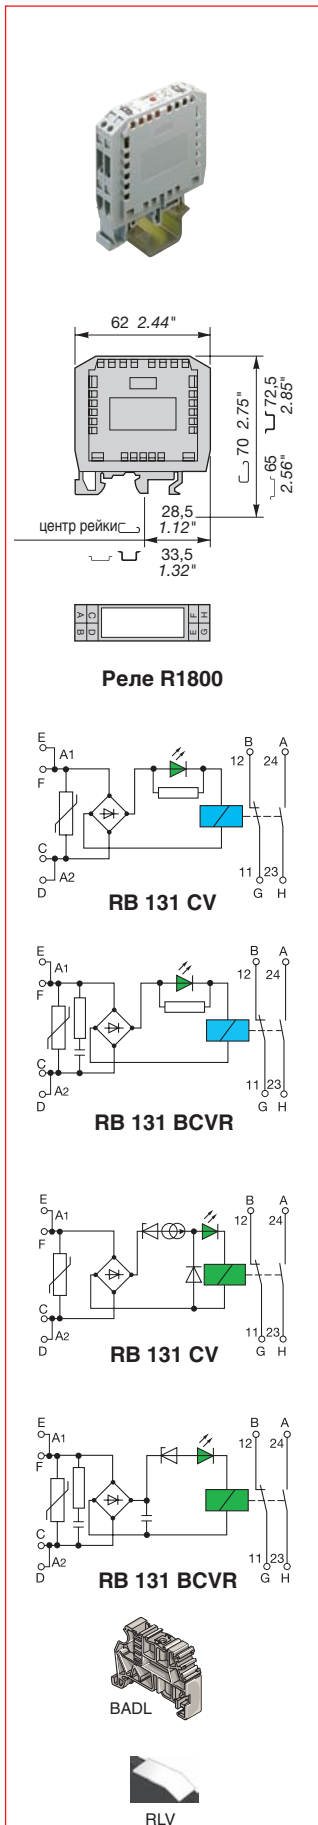 62 2.44"
70 2.75"
72,5 2.85"
65 2.56"
центр рейки
28,5
1.12"
33,5
1.32"
A C E G
B D F H
Реле R1800
E
A1
F
C
A2
D
B A
12 24
11 23
G H
RB 131 CV
E
A1
F
C
A2
D
B A
12 24
11 23
G H
RB 131 BCVR
E
A1
F
C
A2
D
B A
12 24
11 23
G H
RB 131 CV
E
A1
F
C
A2
D
B A
12 24
11 23
G H
RB 131 BCVR
BADL
RLV